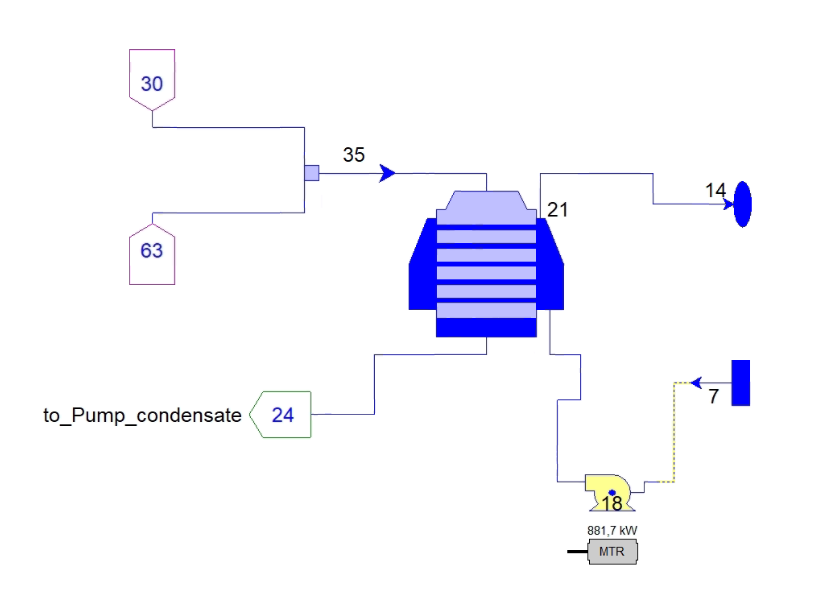 30
35
14
21
63
7
to_Pump_condensate
24
18
881,7 kW
MTR